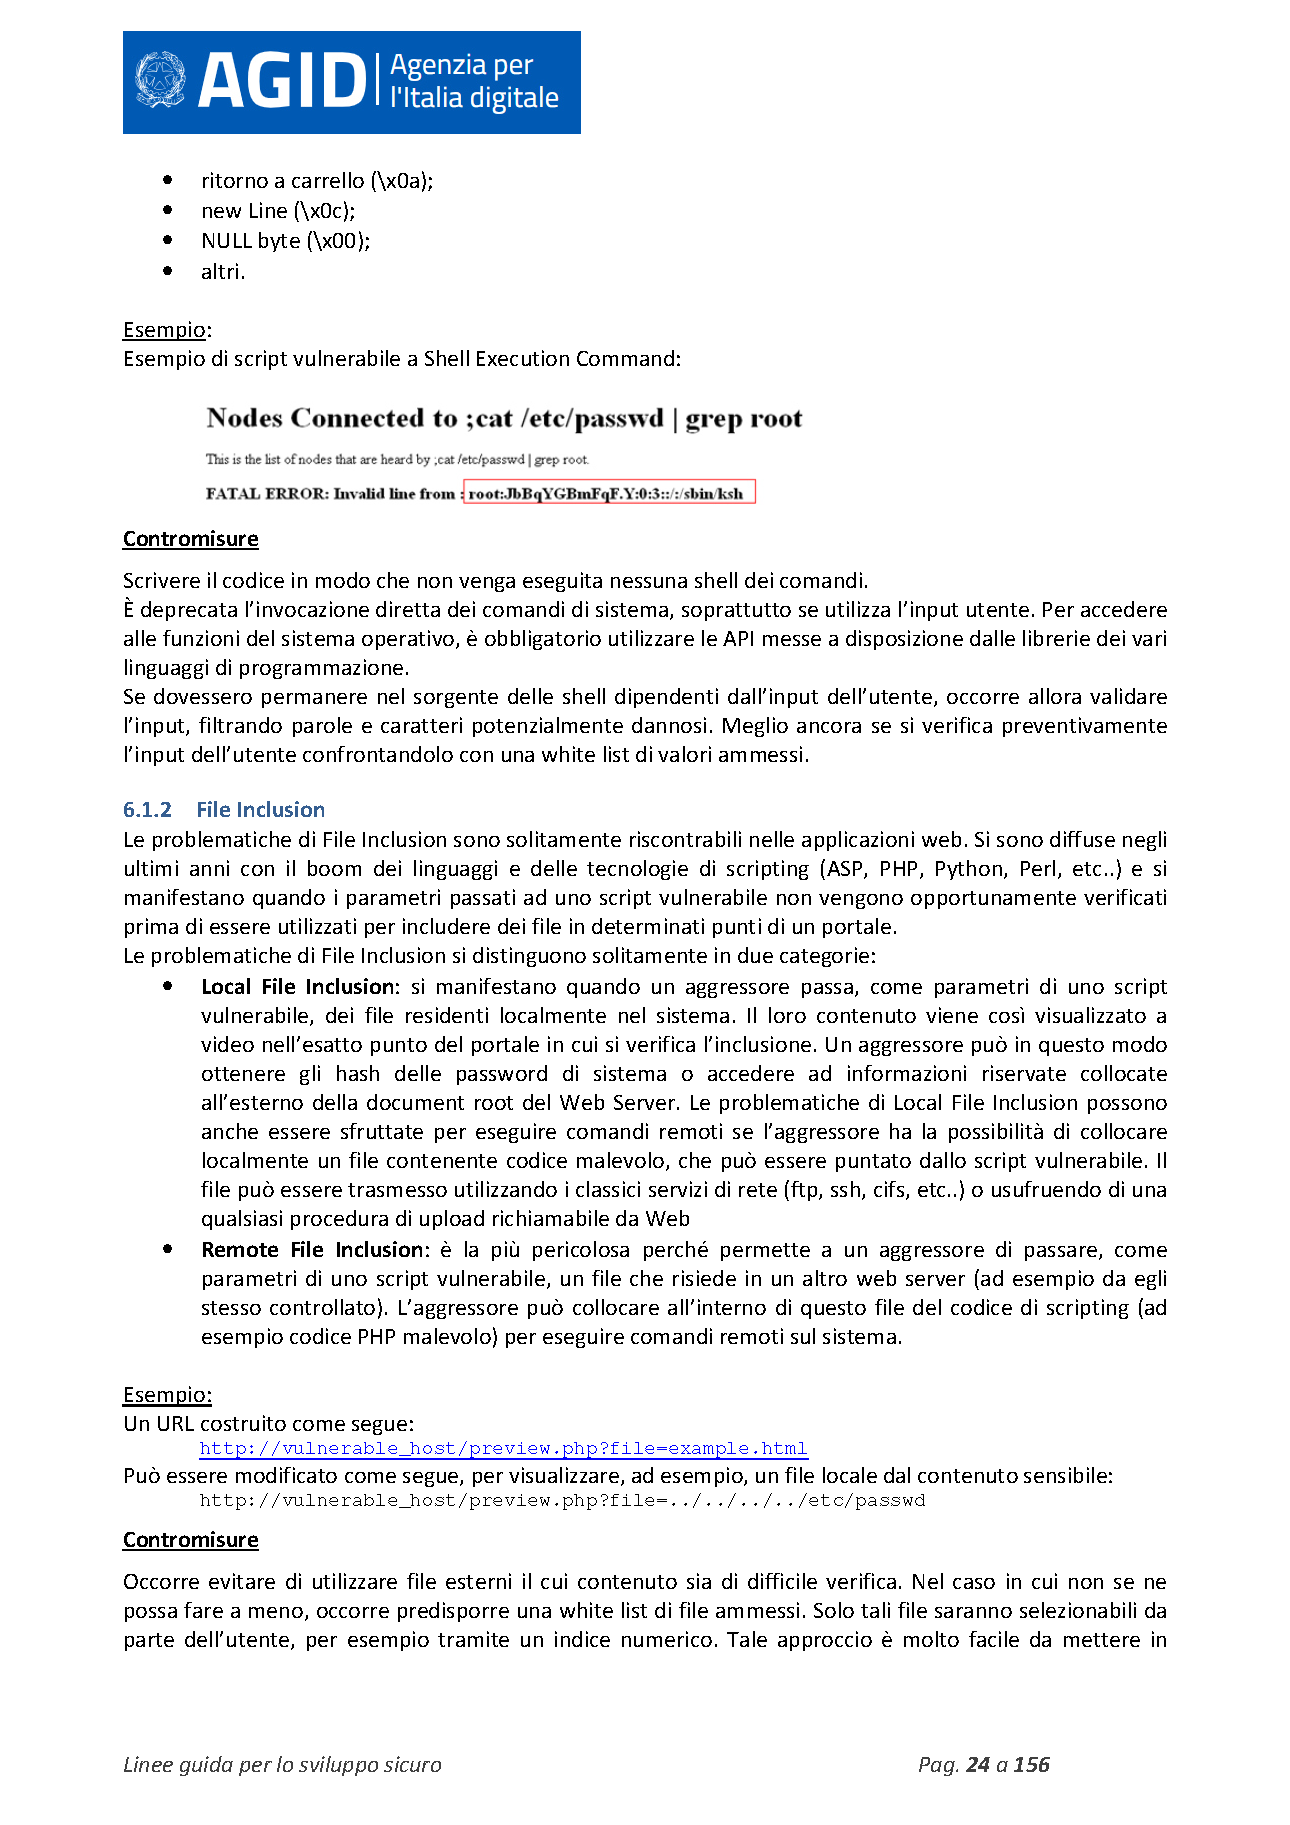 AGID
Agenzia per
l'Italia digitale
• ritorno a carrello (\x0a);
• new Line (\x0c);
• NULL byte (\x00);
• altri.
Esempio:
Esempio di script vulnerabile a Shell Execution Command:
Nodes Connected to ;cat /etc/passwd | grep root
This is the list of nodes that are heard by ;cat /etc/passwd | grep root.
FATAL ERROR: Invalid line from : root:JbBqYGBmFqF.Y:0:3::/:/sbin/ksh
Contromisure
Scrivere il codice in modo che non venga eseguita nessuna shell dei comandi.
È deprecata l’invocazione diretta dei comandi di sistema, soprattutto se utilizza l’input utente. Per accedere
alle funzioni del sistema operativo, è obbligatorio utilizzare le API messe a disposizione dalle librerie dei vari
linguaggi di programmazione.
Se dovessero permanere nel sorgente delle shell dipendenti dall’input dell’utente, occorre allora validare
l’input, filtrando parole e caratteri potenzialmente dannosi. Meglio ancora se si verifica preventivamente
l’input dell’utente confrontandolo con una white list di valori ammessi.
6.1.2 File Inclusion
Le problematiche di File Inclusion sono solitamente riscontrabili nelle applicazioni web. Si sono diffuse negli
ultimi anni con il boom dei linguaggi e delle tecnologie di scripting (ASP, PHP, Python, Perl, etc..) e si
manifestano quando i parametri passati ad uno script vulnerabile non vengono opportunamente verificati
prima di essere utilizzati per includere dei file in determinati punti di un portale.
Le problematiche di File Inclusion si distinguono solitamente in due categorie:
• Local File Inclusion: si manifestano quando un aggressore passa, come parametri di uno script
vulnerabile, dei file residenti localmente nel sistema. Il loro contenuto viene così visualizzato a
video nell’esatto punto del portale in cui si verifica l’inclusione. Un aggressore può in questo modo
ottenere gli hash delle password di sistema o accedere ad informazioni riservate collocate
all’esterno della document root del Web Server. Le problematiche di Local File Inclusion possono
anche essere sfruttate per eseguire comandi remoti se l’aggressore ha la possibilità di collocare
localmente un file contenente codice malevolo, che può essere puntato dallo script vulnerabile. Il
file può essere trasmesso utilizzando i classici servizi di rete (ftp, ssh, cifs, etc..) o usufruendo di una
qualsiasi procedura di upload richiamabile da Web
• Remote File Inclusion: è la più pericolosa perché permette a un aggressore di passare, come
parametri di uno script vulnerabile, un file che risiede in un altro web server (ad esempio da egli
stesso controllato). L’aggressore può collocare all’interno di questo file del codice di scripting (ad
esempio codice PHP malevolo) per eseguire comandi remoti sul sistema.
Esempio:
Un URL costruito come segue:
http://vulnerable_host/preview.php?file=example.html
Può essere modificato come segue, per visualizzare, ad esempio, un file locale dal contenuto sensibile:
http://vulnerable_host/preview.php?file=../../../../etc/passwd
Contromisure
Occorre evitare di utilizzare file esterni il cui contenuto sia di difficile verifica. Nel caso in cui non se ne
possa fare a meno, occorre predisporre una white list di file ammessi. Solo tali file saranno selezionabili da
parte dell’utente, per esempio tramite un indice numerico. Tale approccio è molto facile da mettere in
Linee guida per lo sviluppo sicuro Pag. 24 a 156